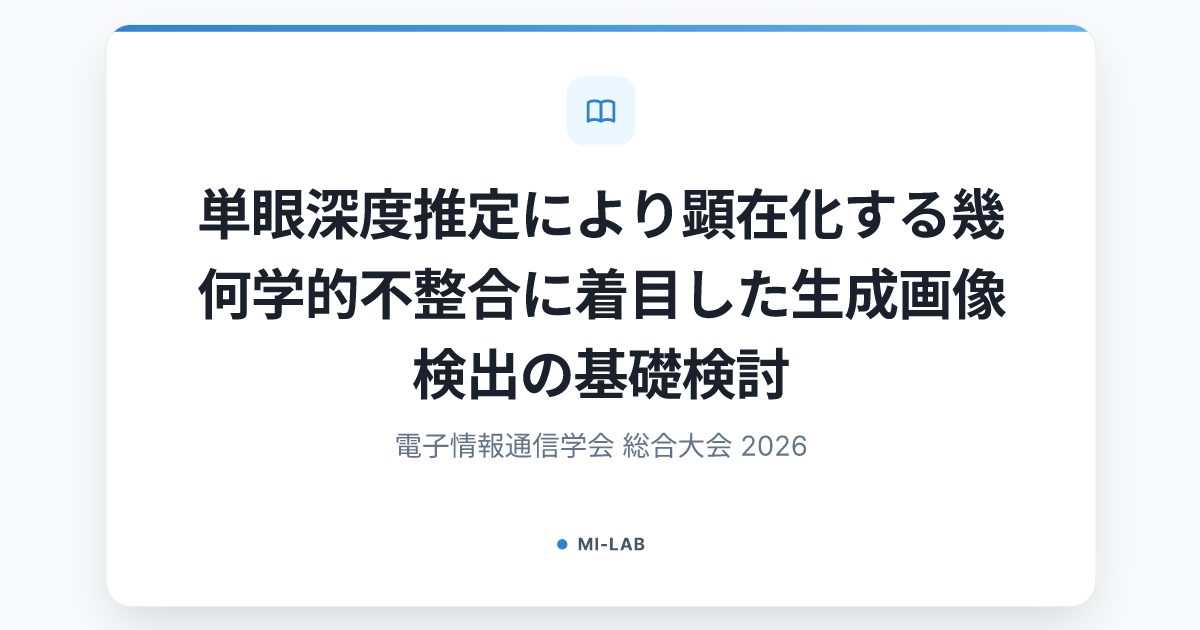 単眼深度推定により顕在化する幾
何学的不整合に着目した生成画像
検出の基礎検討
電子情報通信学会 総合大会 2026
MI-LAB